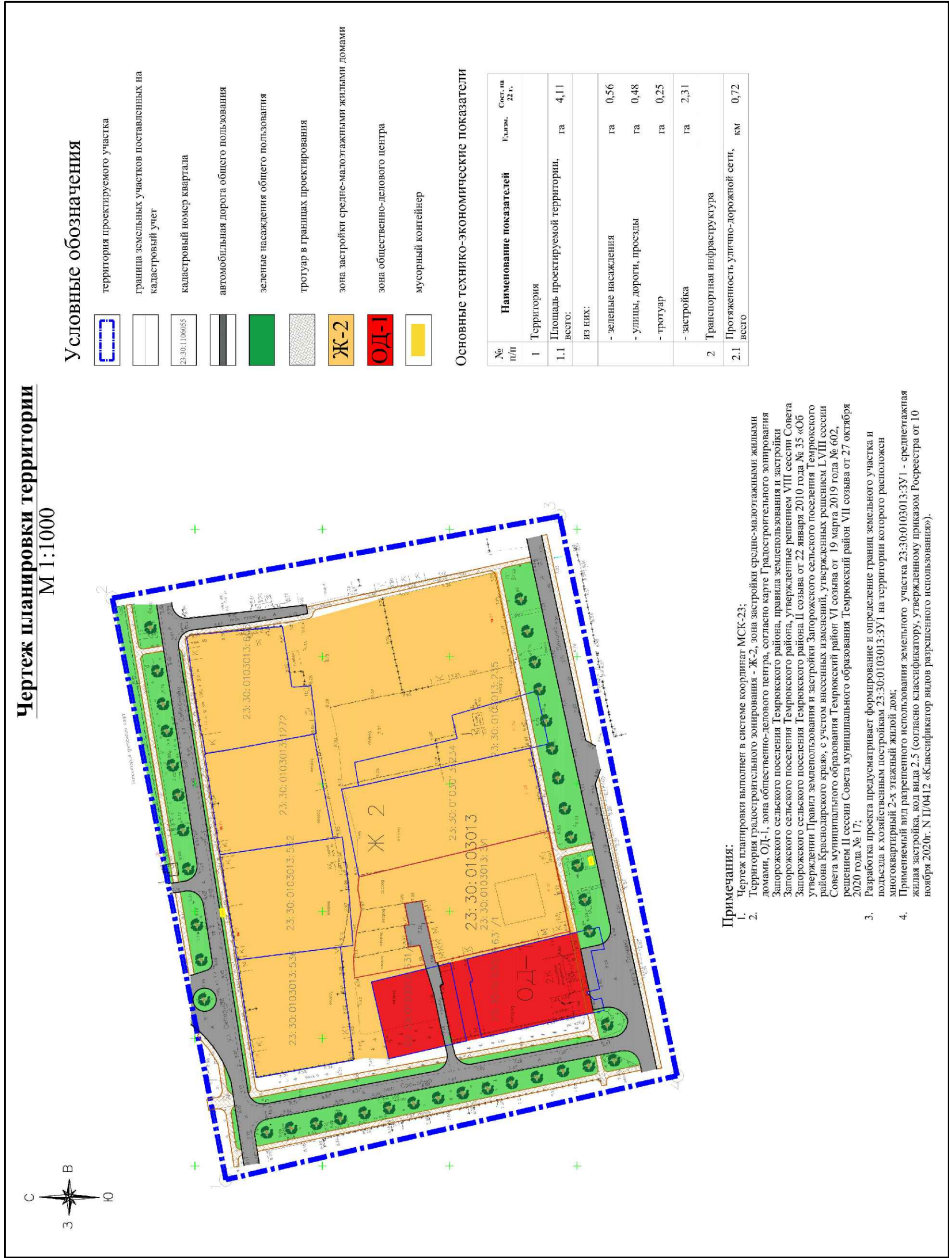 Чертеж планировки территории
М 1:1000
С
З
В
Ю
23:30:0103013:532
23:30:0103013:1272
23:30:0103013
Ж 2
ОД-
Условные обозначения
территория проектируемого участка
граница земельных участков поставленных на
кадастровый учет
23:30:1106055
кадастровый номер квартала
автомобильная дорога общего пользования
зеленые насаждения общего пользования
тротуар в границах проектирования
Ж-2
зона застройки средне-малоэтажными жилыми домами
ОД-1
зона общественно-делового центра
мусорный контейнер
Основные технико-экономические показатели
№ п/п Наименование показателей Ед.изм. Сост. на 22 г.
1 Территория
1.1 Площадь проектируемой территории, всего: га 4,11
из них:
- зеленые насаждения га 0,56
- улицы, дороги, проезды га 0,48
- тротуар га 0,25
- застройка га 2,31
2 Транспортная инфраструктура
2.1 Протяженность улично-дорожной сети, всего км 0,72
Примечания:
1. Чертеж планировки выполнен в системе координат МСК-23;
2. Территория градостроительного зонирования - Ж-2, зона застройки средне-малоэтажными жилыми
домами, ОД-1, зона общественно-делового центра, согласно карте Градостроительного зонирования
Запорожского сельского поселения Темрюкского района, правила землепользования и застройки
Запорожского сельского поселения Темрюкского района, утвержденные решением VIII сессии Совета
Запорожского сельского поселения Темрюкского района II созыва от 22 января 2010 года № 35 «Об
утверждении Правил землепользования и застройки Запорожского сельского поселения Темрюкского
района Краснодарского края», с учетом внесенных изменений, утвержденных решением LVIII сессии
Совета муниципального образования Темрюкский район VI созыва от 19 марта 2019 года № 602,
решением II сессии Совета муниципального образования Темрюкский район VII созыва от 27 октября
2020 года № 17;
3. Разработка проекта предусматривает формирование и определение границ земельного участка и
подъезда к хозяйственным постройкам 23:30:0103013:ЗУ1 на территории которого расположен
многоквартирный 2-х этажный жилой дом;
4. Применяемый вид разрешенного использования земельного участка 23:30:0103013:ЗУ1 - среднеэтажная
жилая застройка, код вида 2.5 (согласно классификатору, утвержденному приказом Росреестра от 10
ноября 2020г. N П/0412 «Классификатор видов разрешенного использования»).